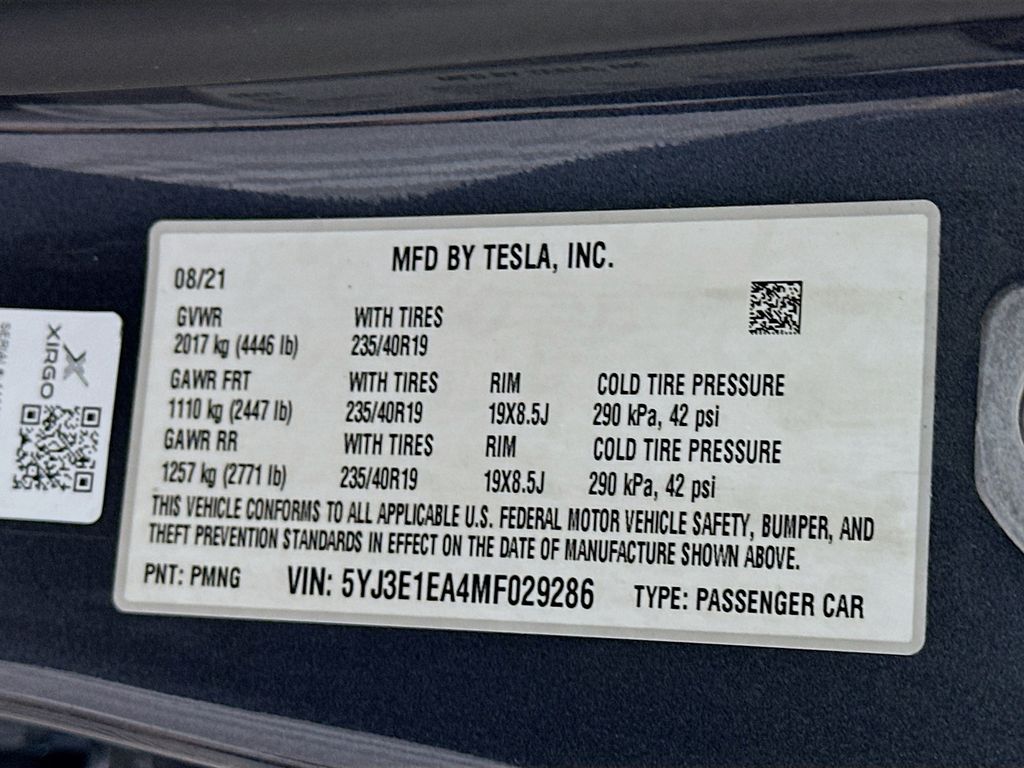 MFD BY TESLA, INC.
08/21
GVWR WITH TIRES
2017 kg (4446 lb) 235/40R19
GAWR FRT WITH TIRES RIM COLD TIRE PRESSURE
1110 kg (2447 lb) 235/40R19 19X8.5J 290 kPa, 42 psi
GAWR RR WITH TIRES RIM COLD TIRE PRESSURE
1257 kg (2771 lb) 235/40R19 19X8.5J 290 kPa, 42 psi
THIS VEHICLE CONFORMS TO ALL APPLICABLE U.S. FEDERAL MOTOR VEHICLE SAFETY, BUMPER, AND
THEFT PREVENTION STANDARDS IN EFFECT ON THE DATE OF MANUFACTURE SHOWN ABOVE.
PNT: PMNG VIN: 5YJ3E1EA4MF029286 TYPE: PASSENGER CAR
XIRGO